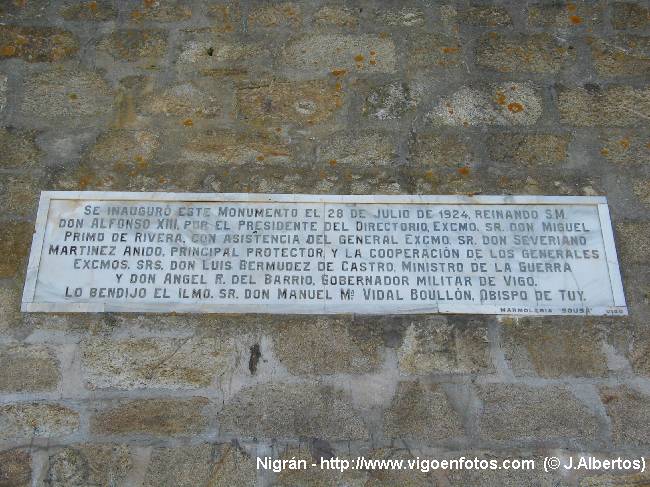 SE INAUGURÓ ESTE MONUMENTO EL 28 DE JULIO DE 1924, REINANDO S.M.
DON ALFONSO XIII, POR EL PRESIDENTE DEL DIRECTORIO, EXCMO. SR. DON MIGUEL
PRIMO DE RIVERA, CON ASISTENCIA DEL GENERAL EXCMO. SR. DON SEVERIANO
MARTINEZ ANIDO, PRINCIPAL PROTECTOR, Y LA COOPERACIÓN DE LOS GENERALES
EXCMOS. SRS. DON LUIS BERMUDEZ DE CASTRO, MINISTRO DE LA GUERRA
Y DON ANGEL R. DEL BARRIO, GOBERNADOR MILITAR DE VIGO.
LO BENDIJO EL ILMO. SR. DON MANUEL Mª VIDAL BOULLÓN, OBISPO DE TUY.
MARMOLERIA "SOUSA" VIGO
Nigrán - http://www.vigoenfotos.com (© J.Albertos)